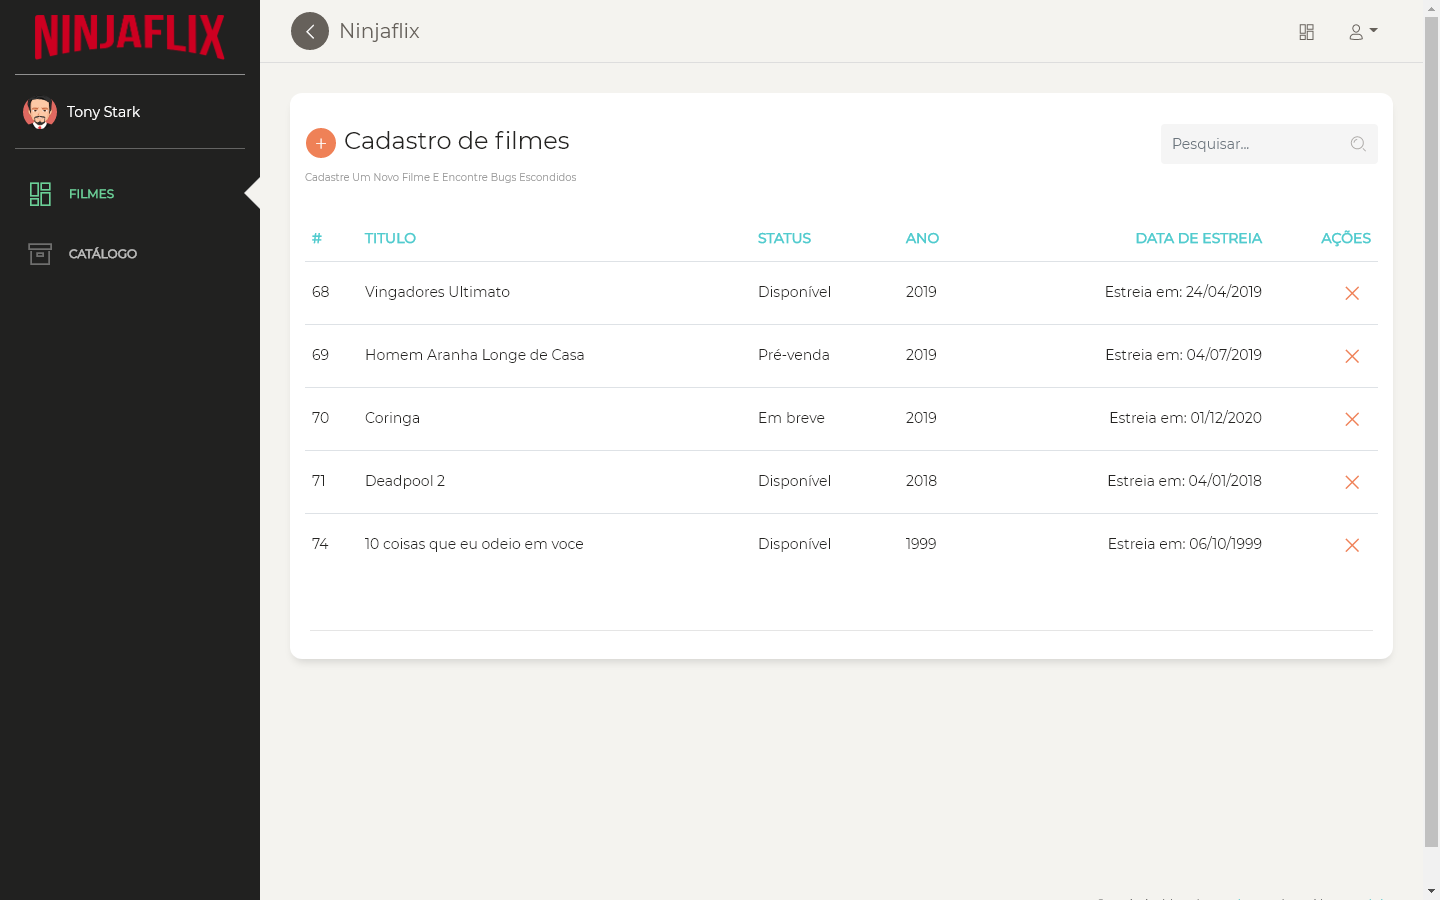 NINJAFLIX
Tony Stark
FILMES
CATÁLOGO
Ninjaflix
Cadastro de filmes
Pesquisar...
Cadastre Um Novo Filme E Encontre Bugs Escondidos
# TITULO STATUS ANO DATA DE ESTREIA AÇÕES
68 Vingadores Ultimato Disponível 2019 Estreia em: 24/04/2019
69 Homem Aranha Longe de Casa Pré-venda 2019 Estreia em: 04/07/2019
70 Coringa Em breve 2019 Estreia em: 01/12/2020
71 Deadpool 2 Disponível 2018 Estreia em: 04/01/2018
74 10 coisas que eu odeio em voce Disponível 1999 Estreia em: 06/10/1999